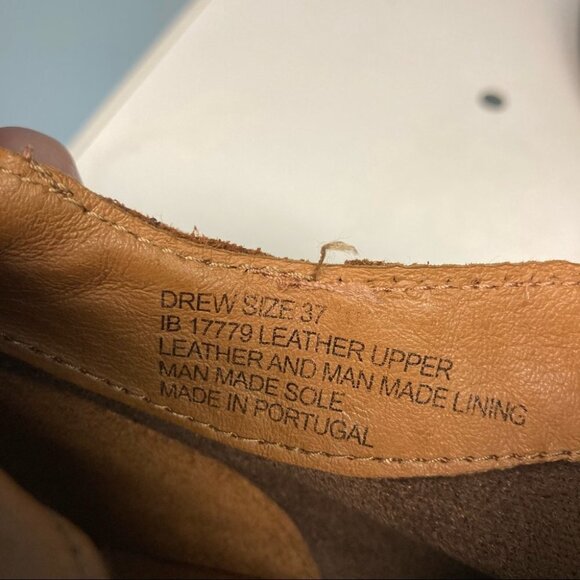 DREW SIZE 37
IB 17779 LEATHER UPPER
LEATHER AND MAN MADE LINING
MAN MADE SOLE
MADE IN PORTUGAL